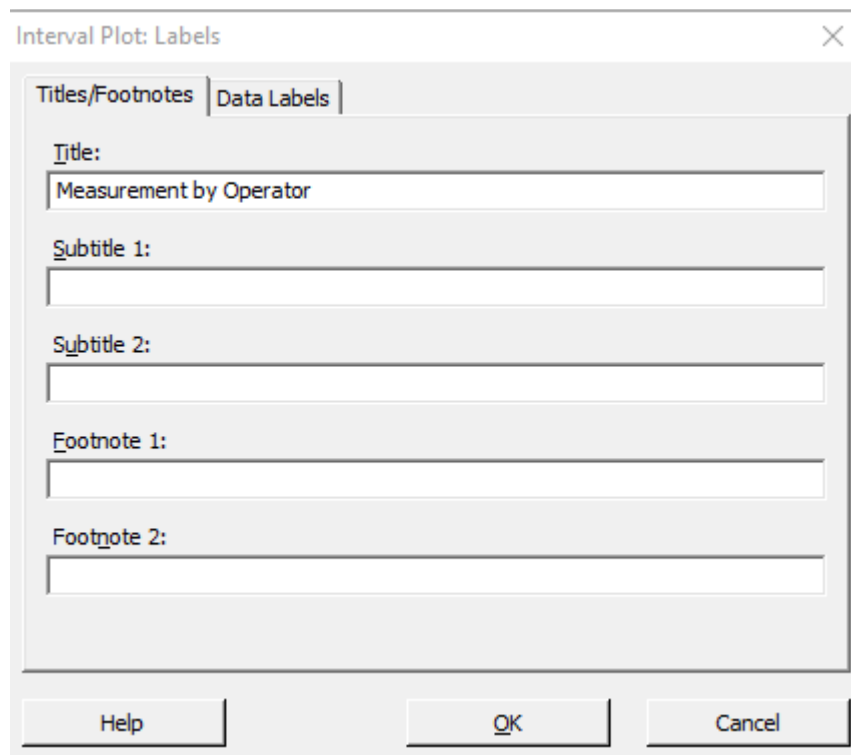 Interval Plot: Labels
Titles/Footnotes
Data Labels
Title:
Measurement by Operator
Subtitle 1:
Subtitle 2:
Footnote 1:
Footnote 2:
Help
OK
Cancel